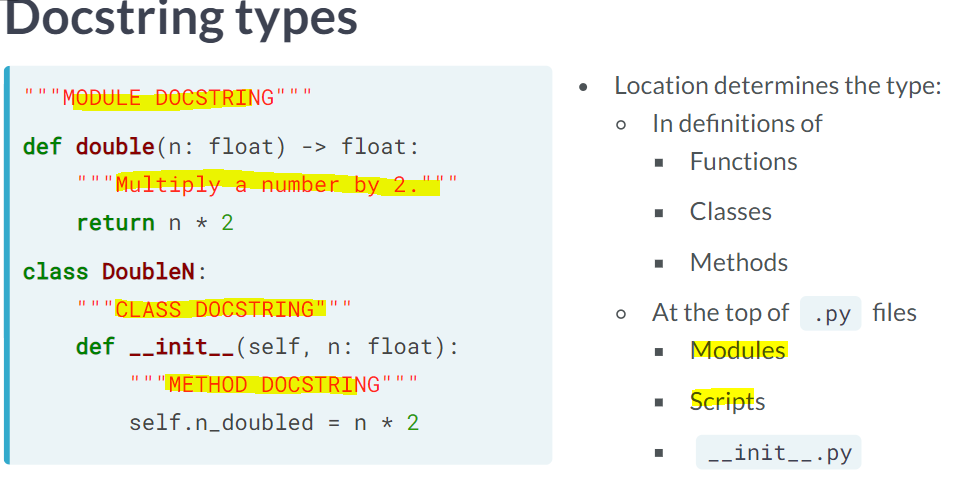 Docstring types
"""MODULE DOCSTRING"""
def double(n: float) -> float:
"""Multiply a number by 2."""
return n * 2
class DoubleN:
"""CLASS DOCSTRING"""
def __init__(self, n: float):
"""METHOD DOCSTRING"""
self.n_doubled = n * 2
Location determines the type:
In definitions of
Functions
Classes
Methods
At the top of .py files
Modules
Scripts
__init__.py